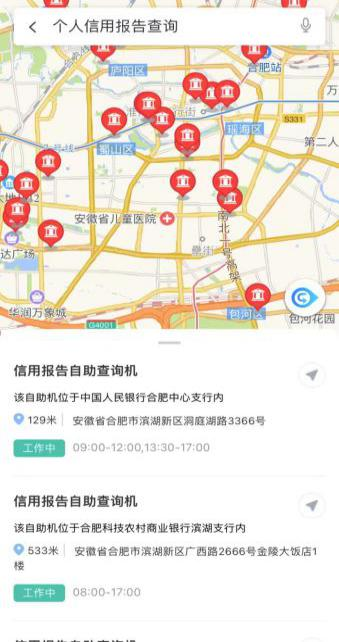 个人信用报告查询
庐阳区
合肥站
万
淮
街
S331
瑶海区
第二人
蜀山区
安徽省儿童医院
南北一号高架
达广场
华润万象城
G4001
包河区
包河花园
信用报告自助查询机
该自助机位于中国人民银行合肥中心支行内
129米 安徽省合肥市滨湖新区洞庭湖路3366号
工作中 09:00-12:00,13:30-17:00
信用报告自助查询机
该自助机位于合肥科技农村商业银行滨湖支行内
533米 安徽省合肥市滨湖新区广西路2666号金陵大饭店1
楼
工作中 08:00-17:00